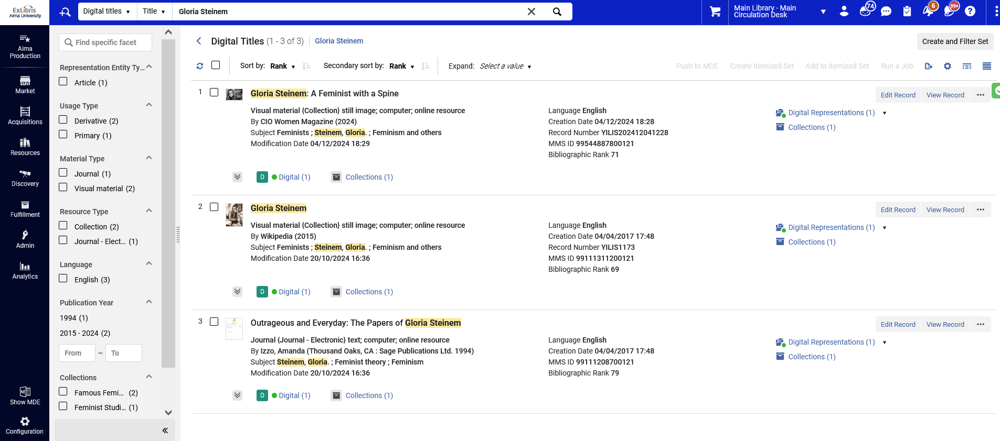 ExLibris
Alma University
Digital titles
Title
Gloria Steinem
Main Library - Main
Circulation Desk
74
6
99+
Alma
Production
Market
Acquisitions
Resources
Discovery
Fulfillment
Admin
Analytics
Show MDE
Configuration
Find specific facet
Representation Entity Ty...
Article (1)
Usage Type
Derivative (2)
Primary (1)
Material Type
Journal (1)
Visual material (2)
Resource Type
Collection (2)
Journal - Elect... (1)
Language
English (3)
Publication Year
1994 (1)
2015 - 2024 (2)
From – To
Collections
Famous Femi... (2)
Feminist Studi... (1)
Digital Titles (1 - 3 of 3) Gloria Steinem
Create and Filter Set
Sort by: Rank Secondary sort by: Rank Expand: Select a value
Push to MDE Create Itemized Set Add to Itemized Set Run a Job
1
Gloria Steinem: A Feminist with a Spine
Edit Record View Record
Visual material {Collection} still image; computer; online resource
By CIO Women Magazine (2024)
Subject Feminists ; Steinem, Gloria. ; Feminism and others
Modification Date 04/12/2024 18:29
Language English
Creation Date 04/12/2024 18:28
Record Number YILIS202412041228
MMS ID 99544887800121
Bibliographic Rank 71
Digital Representations (1)
Collections (1)
D Digital (1) Collections (1)
2
Gloria Steinem
Edit Record View Record
Visual material {Collection} still image; computer; online resource
By Wikipedia (2015)
Subject Feminists ; Steinem, Gloria. ; Feminism and others
Modification Date 20/10/2024 16:36
Language English
Creation Date 04/04/2017 17:48
Record Number YILIS1173
MMS ID 99111311200121
Bibliographic Rank 69
Digital Representations (1)
Collections (1)
D Digital (1) Collections (1)
3
Outrageous and Everyday: The Papers of Gloria Steinem
Edit Record View Record
Journal {Journal - Electronic} text; computer; online resource
By Izzo, Amanda (Thousand Oaks, CA : Sage Publications Ltd. 1994)
Subject Steinem, Gloria. ; Feminist theory ; Feminism
Modification Date 20/10/2024 16:36
Language English
Creation Date 04/04/2017 17:48
MMS ID 99111208700121
Bibliographic Rank 79
Digital Representations (1)
Collections (1)
D Digital (1) Collections (1)